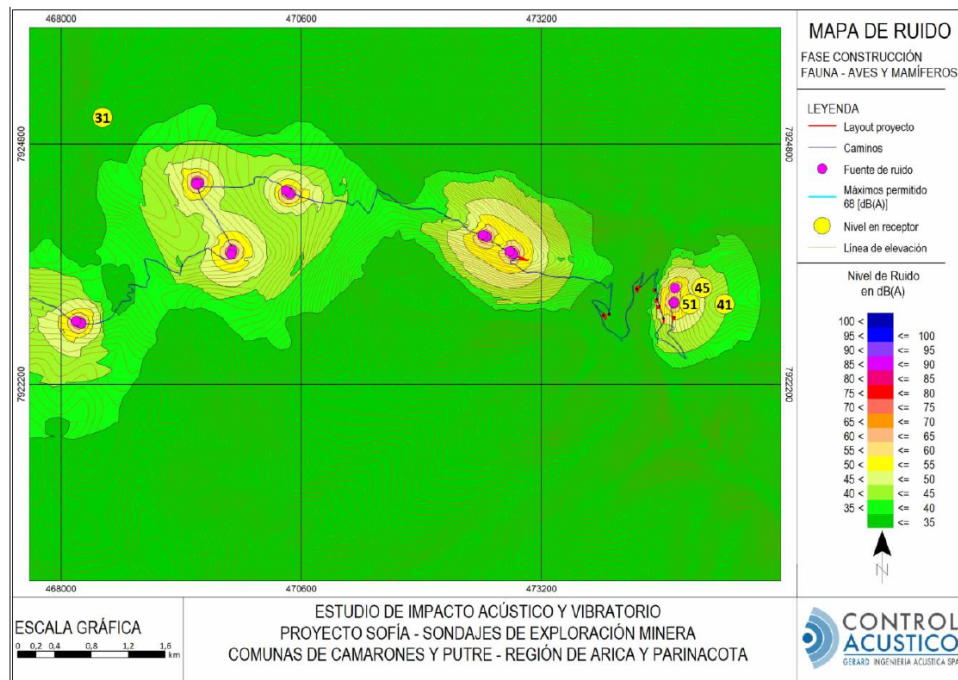 468000 470600 473200
7924800 7924800
7922200 7922200
31
45
51 41
468000 470600 473200
MAPA DE RUIDO
FASE CONSTRUCCIÓN
FAUNA - AVES Y MAMÍFEROS
LEYENDA
Layout proyecto
Caminos
Fuente de ruido
Máximos permitido
68 [dB(A)]
Nivel en receptor
Línea de elevación
Nivel de Ruido
en dB(A)
100 <
95 < <= 100
90 < <= 95
85 < <= 90
80 < <= 85
75 < <= 80
70 < <= 75
65 < <= 70
60 < <= 65
55 < <= 60
50 < <= 55
45 < <= 50
40 < <= 45
35 < <= 40
<= 35
N
ESCALA GRÁFICA
0 0,2 0,4 0,8 1,2 1,6
km
ESTUDIO DE IMPACTO ACÚSTICO Y VIBRATORIO
PROYECTO SOFÍA - SONDAJES DE EXPLORACIÓN MINERA
COMUNAS DE CAMARONES Y PUTRE - REGIÓN DE ARICA Y PARINACOTA
CONTROL
ACUSTICO
GERARD INGENIERIA ACUSTICA SPA